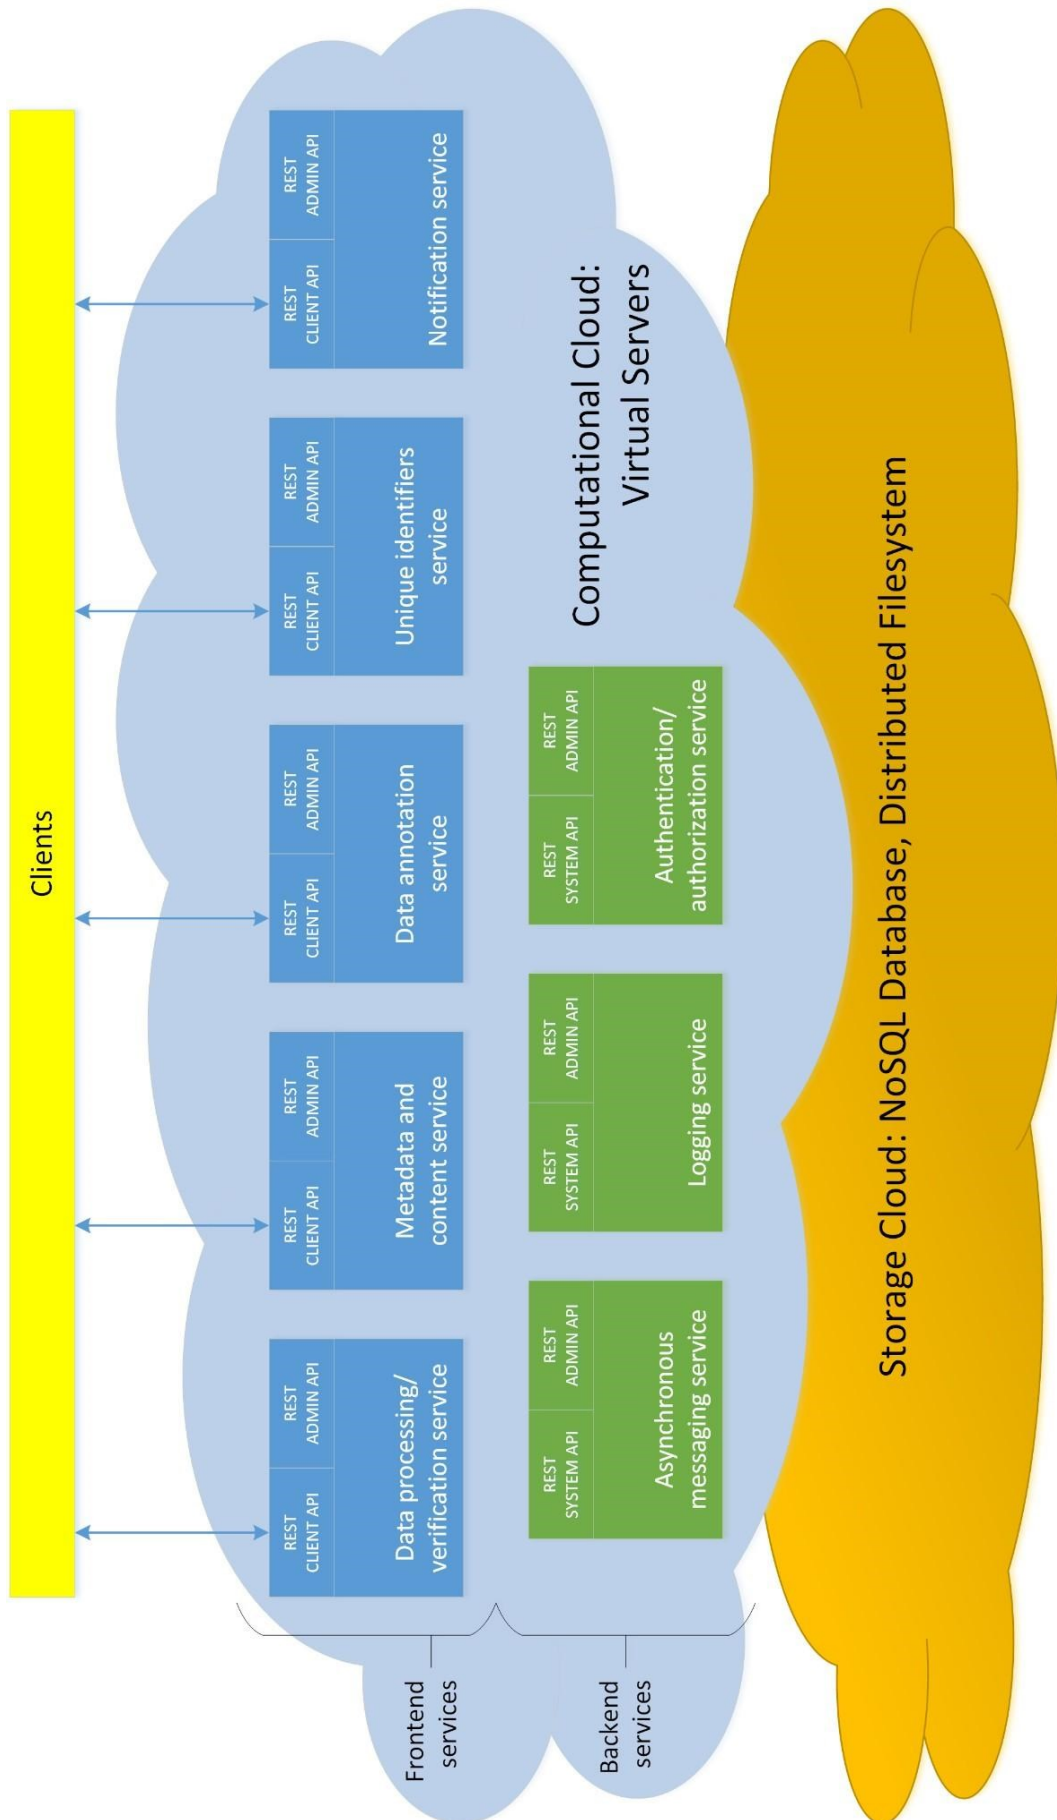 Clients
REST
CLIENT API
REST
ADMIN API
Data processing/
verification service
REST
CLIENT API
REST
ADMIN API
Metadata and
content service
REST
CLIENT API
REST
ADMIN API
Data annotation
service
REST
CLIENT API
REST
ADMIN API
Unique identifiers
service
REST
CLIENT API
REST
ADMIN API
Notification service
Frontend
services
Backend
services
REST
SYSTEM API
REST
ADMIN API
Asynchronous
messaging service
REST
SYSTEM API
REST
ADMIN API
Logging service
REST
SYSTEM API
REST
ADMIN API
Authentication/
authorization service
Computational Cloud:
Virtual Servers
Storage Cloud: NoSQL Database, Distributed Filesystem